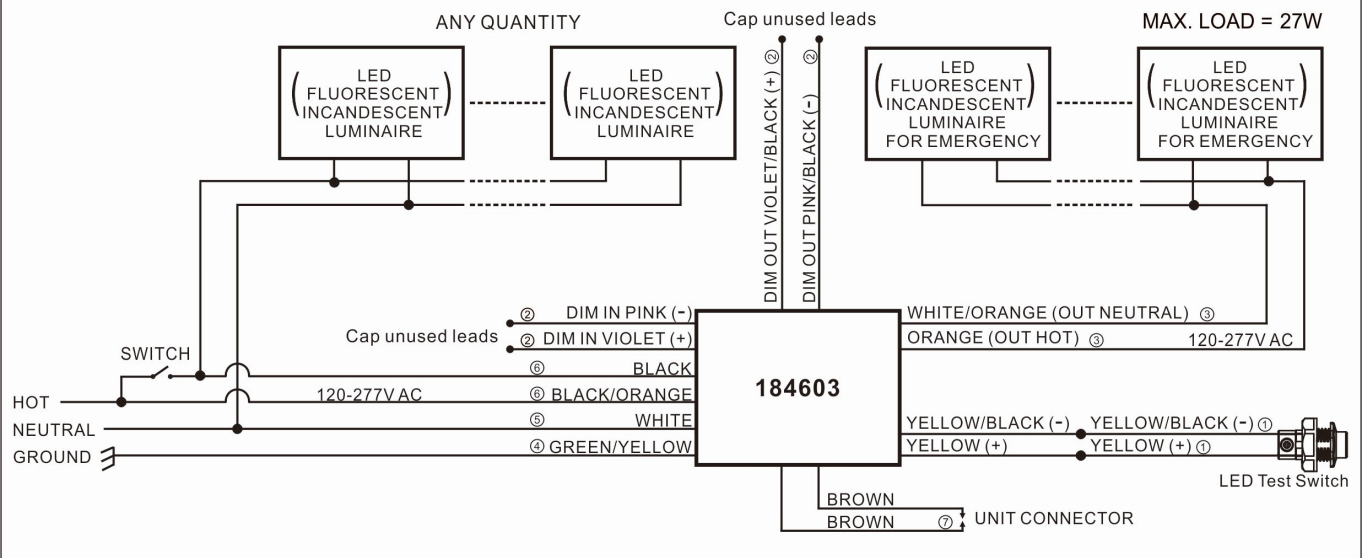 ANY QUANTITY
Cap unused leads
MAX. LOAD = 27W
LED
FLUORESCENT
INCANDESCENT
LUMINAIRE
LED
FLUORESCENT
INCANDESCENT
LUMINAIRE
DIM OUT VIOLET/BLACK (+) ②
DIM OUT PINK/BLACK (-) ②
LED
FLUORESCENT
INCANDESCENT
LUMINAIRE
FOR EMERGENCY
LED
FLUORESCENT
INCANDESCENT
LUMINAIRE
FOR EMERGENCY
Cap unused leads
② DIM IN PINK (-)
② DIM IN VIOLET (+)
SWITCH
⑥ BLACK
HOT
120-277V AC
⑥ BLACK/ORANGE
NEUTRAL
⑤ WHITE
GROUND
④ GREEN/YELLOW
184603
WHITE/ORANGE (OUT NEUTRAL) ③
ORANGE (OUT HOT) ③
120-277V AC
YELLOW/BLACK (-)
YELLOW/BLACK (-) ①
YELLOW (+)
YELLOW (+) ①
LED Test Switch
BROWN
BROWN ⑦
UNIT CONNECTOR